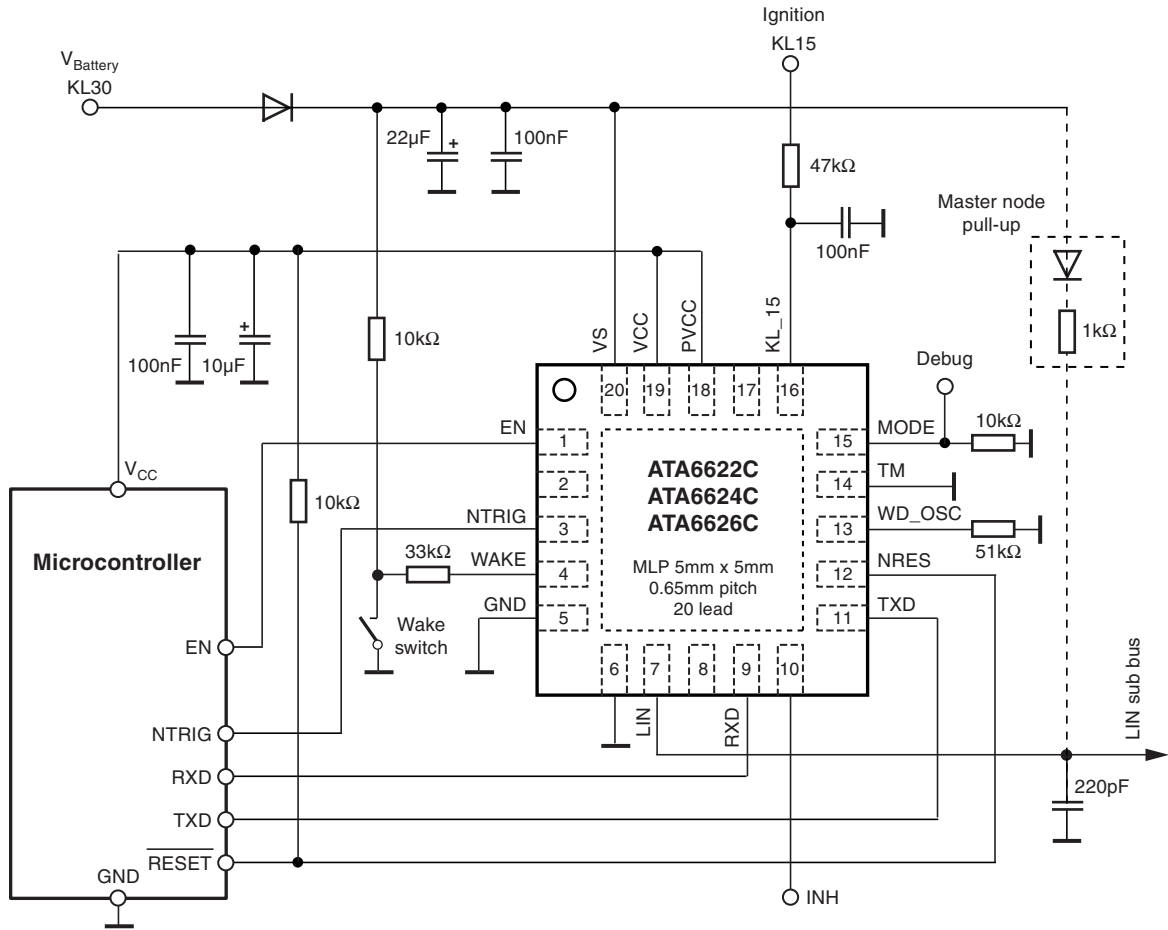 Ignition
KL15
V_Battery
KL30
22µF
+
100nF
47kΩ
Master node
pull-up
100nF
1kΩ
100nF
10µF
+
10kΩ
VS
VCC
PVCC
KL_15
Debug
20
19
18
17
16
EN
1
15
MODE
10kΩ
2
14
TM
NTRIG
3
13
WD_OSC
51kΩ
33kΩ
WAKE
4
12
NRES
GND
5
11
TXD
ATA6622C
ATA6624C
ATA6626C
MLP 5mm x 5mm
0.65mm pitch
20 lead
6
7
8
9
10
LIN
RXD
Wake
switch
10kΩ
VCC
Microcontroller
EN
NTRIG
RXD
TXD
RESET
GND
LIN sub bus
220pF
INH